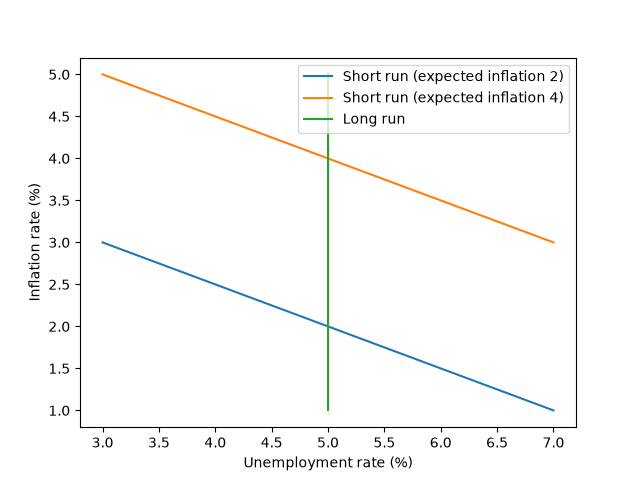 5.0
4.5
4.0
3.5
3.0
2.5
2.0
1.5
1.0
Inflation rate (%)
Short run (expected inflation 2)
Short run (expected inflation 4)
Long run
3.0 3.5 4.0 4.5 5.0 5.5 6.0 6.5 7.0
Unemployment rate (%)